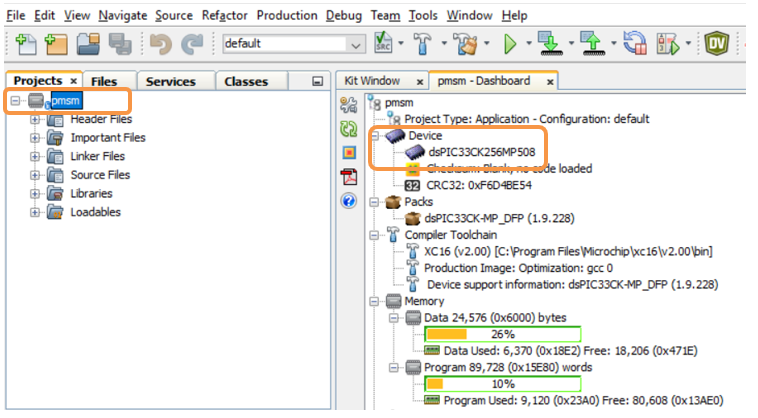 File Edit View Navigate Source Refactor Production Debug Team Tools Window Help
SRC
default
DV
Projects x Files Services Classes
Kit Window x pmsm - Dashboard x
pmsm
Header Files
Important Files
Linker Files
Source Files
Libraries
Loadables
pmsm
Project Type: Application - Configuration: default
Device
dsPIC33CK256MP508
Checksum: Blank, no code loaded
32 CRC32: 0xF6D4BE54
Packs
dsPIC33CK-MP_DFP (1.9.228)
Compiler Toolchain
XC16 (v2.00) [C:\Program Files\Microchip\xc16\v2.00\bin]
Production Image: Optimization: gcc 0
Device support information: dsPIC33CK-MP_DFP (1.9.228)
Memory
Data 24,576 (0x6000) bytes
26%
Data Used: 6,370 (0x18E2) Free: 18,206 (0x471E)
Program 89,728 (0x15E80) words
10%
Program Used: 9,120 (0x23A0) Free: 80,608 (0x13AE0)